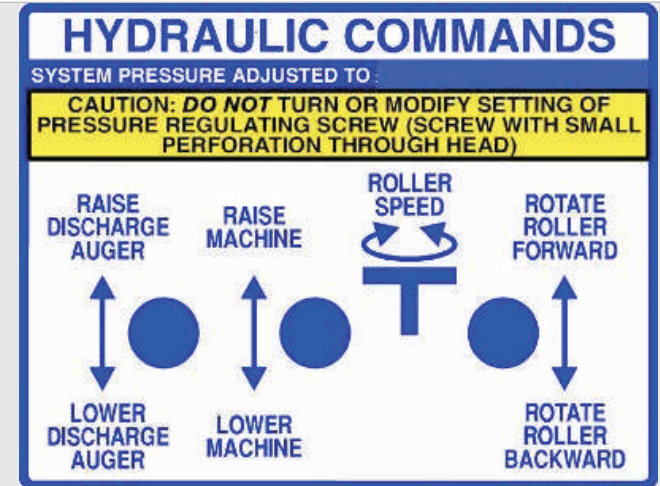 HYDRAULIC COMMANDS
SYSTEM PRESSURE ADJUSTED TO :
CAUTION: DO NOT TURN OR MODIFY SETTING OF
PRESSURE REGULATING SCREW (SCREW WITH SMALL
PERFORATION THROUGH HEAD)
RAISE
DISCHARGE
AUGER
RAISE
MACHINE
ROLLER
SPEED
ROTATE
ROLLER
FORWARD
LOWER
DISCHARGE
AUGER
LOWER
MACHINE
ROTATE
ROLLER
BACKWARD